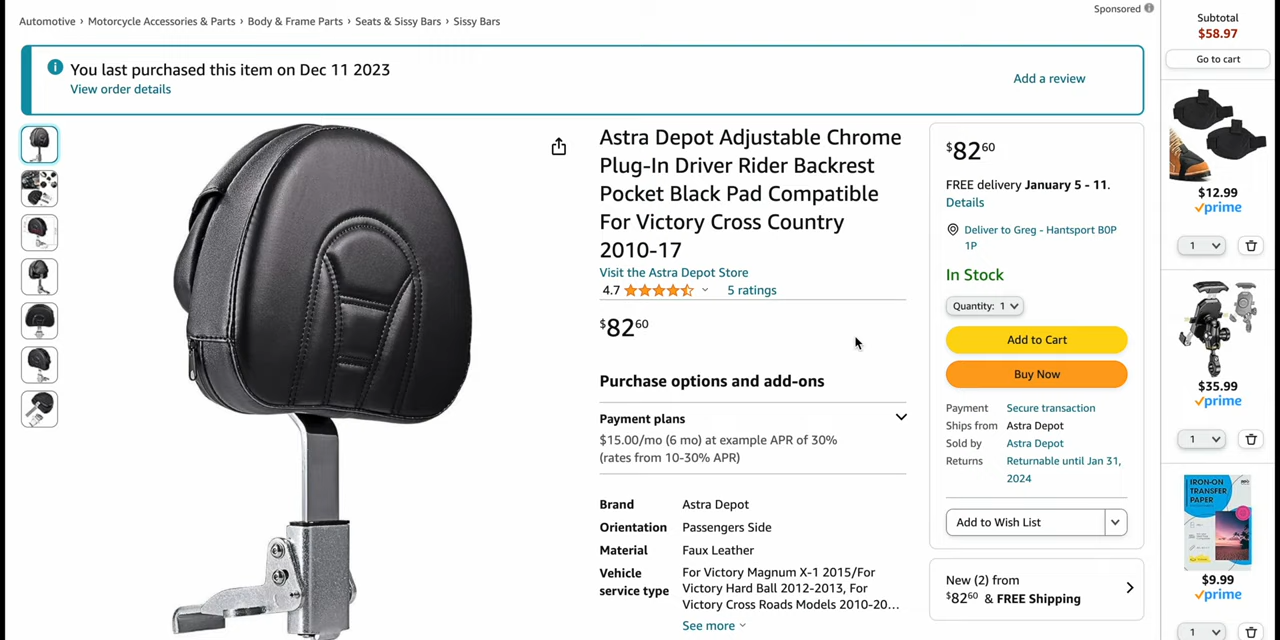 Automotive › Motorcycle Accessories & Parts › Body & Frame Parts › Seats & Sissy Bars › Sissy Bars
Sponsored
You last purchased this item on Dec 11 2023
View order details
Add a review
Astra Depot Adjustable Chrome
Plug-In Driver Rider Backrest
Pocket Black Pad Compatible
For Victory Cross Country
2010-17
Visit the Astra Depot Store
4.7
5 ratings
$82 60
Purchase options and add-ons
Payment plans
$15.00/mo (6 mo) at example APR of 30%
(rates from 10-30% APR)
Brand Astra Depot
Orientation Passengers Side
Material Faux Leather
Vehicle service type For Victory Magnum X-1 2015/For
Victory Hard Ball 2012-2013, For
Victory Cross Roads Models 2010-20...
See more
$82 60
FREE delivery January 5 - 11.
Details
Deliver to Greg - Hantsport B0P
1P
In Stock
Quantity: 1
Add to Cart
Buy Now
Payment Secure transaction
Ships from Astra Depot
Sold by Astra Depot
Returns Returnable until Jan 31,
2024
Add to Wish List
New (2) from
$82 60 & FREE Shipping
Subtotal
$58.97
Go to cart
$12.99
prime
1
$35.99
prime
1
IRON-ON
TRANSFER
PAPER
$9.99
prime
1